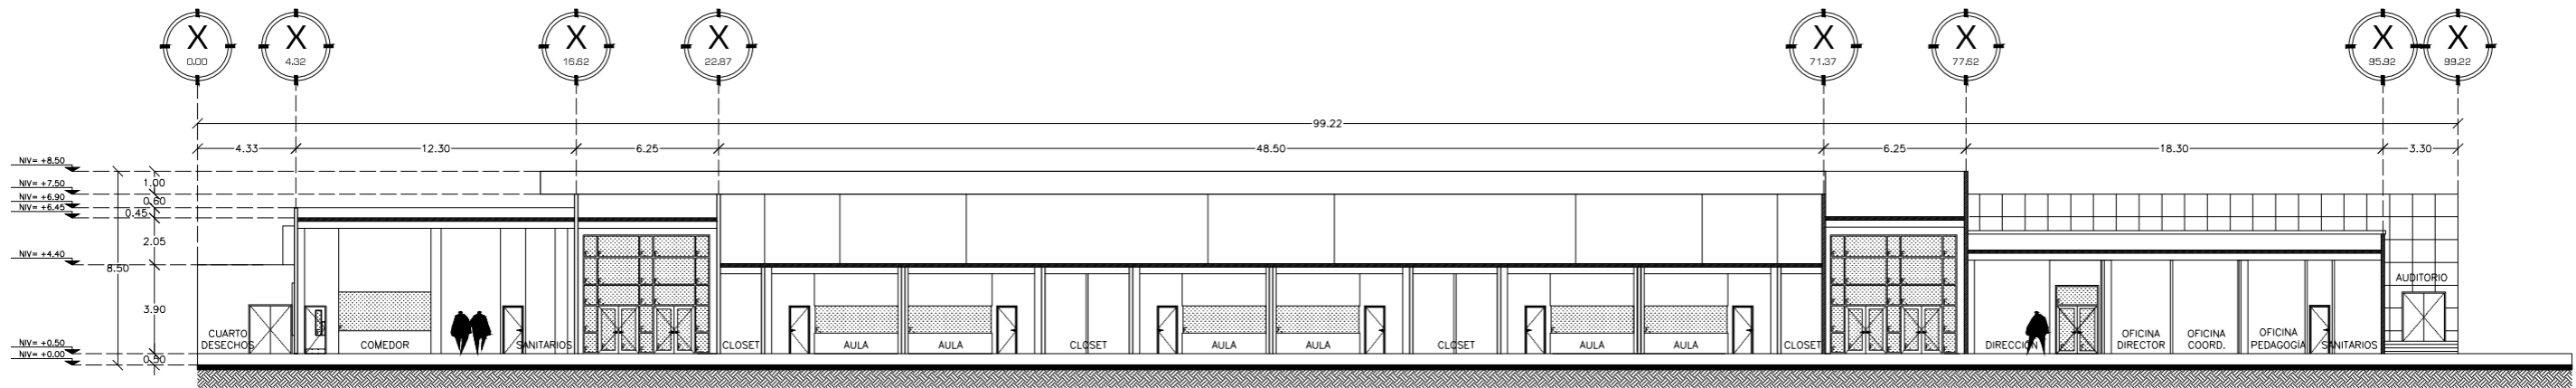 X X X X X X X X
0.00 4.32 16.62 22.87 71.37 77.62 95.92 99.22
99.22
4.33 12.30 6.25 48.50 6.25 18.30 3.30
NIV= +8.50
1.00
NIV= +7.50
0.60
NIV= +6.90
0.45
NIV= +6.45
2.05
NIV= +4.40
8.50
3.90
NIV= +0.50
NIV= +0.00
0.50
CUARTO
DESECHOS
COMEDOR
SANITARIOS
CLOSET
AULA
AULA
CLOSET
AULA
AULA
CLOSET
AULA
AULA
CLOSET
DIRECCIÓN
OFICINA
DIRECTOR
OFICINA
COORD.
OFICINA
PEDAGOGÍA
SANITARIOS
AUDITORIO